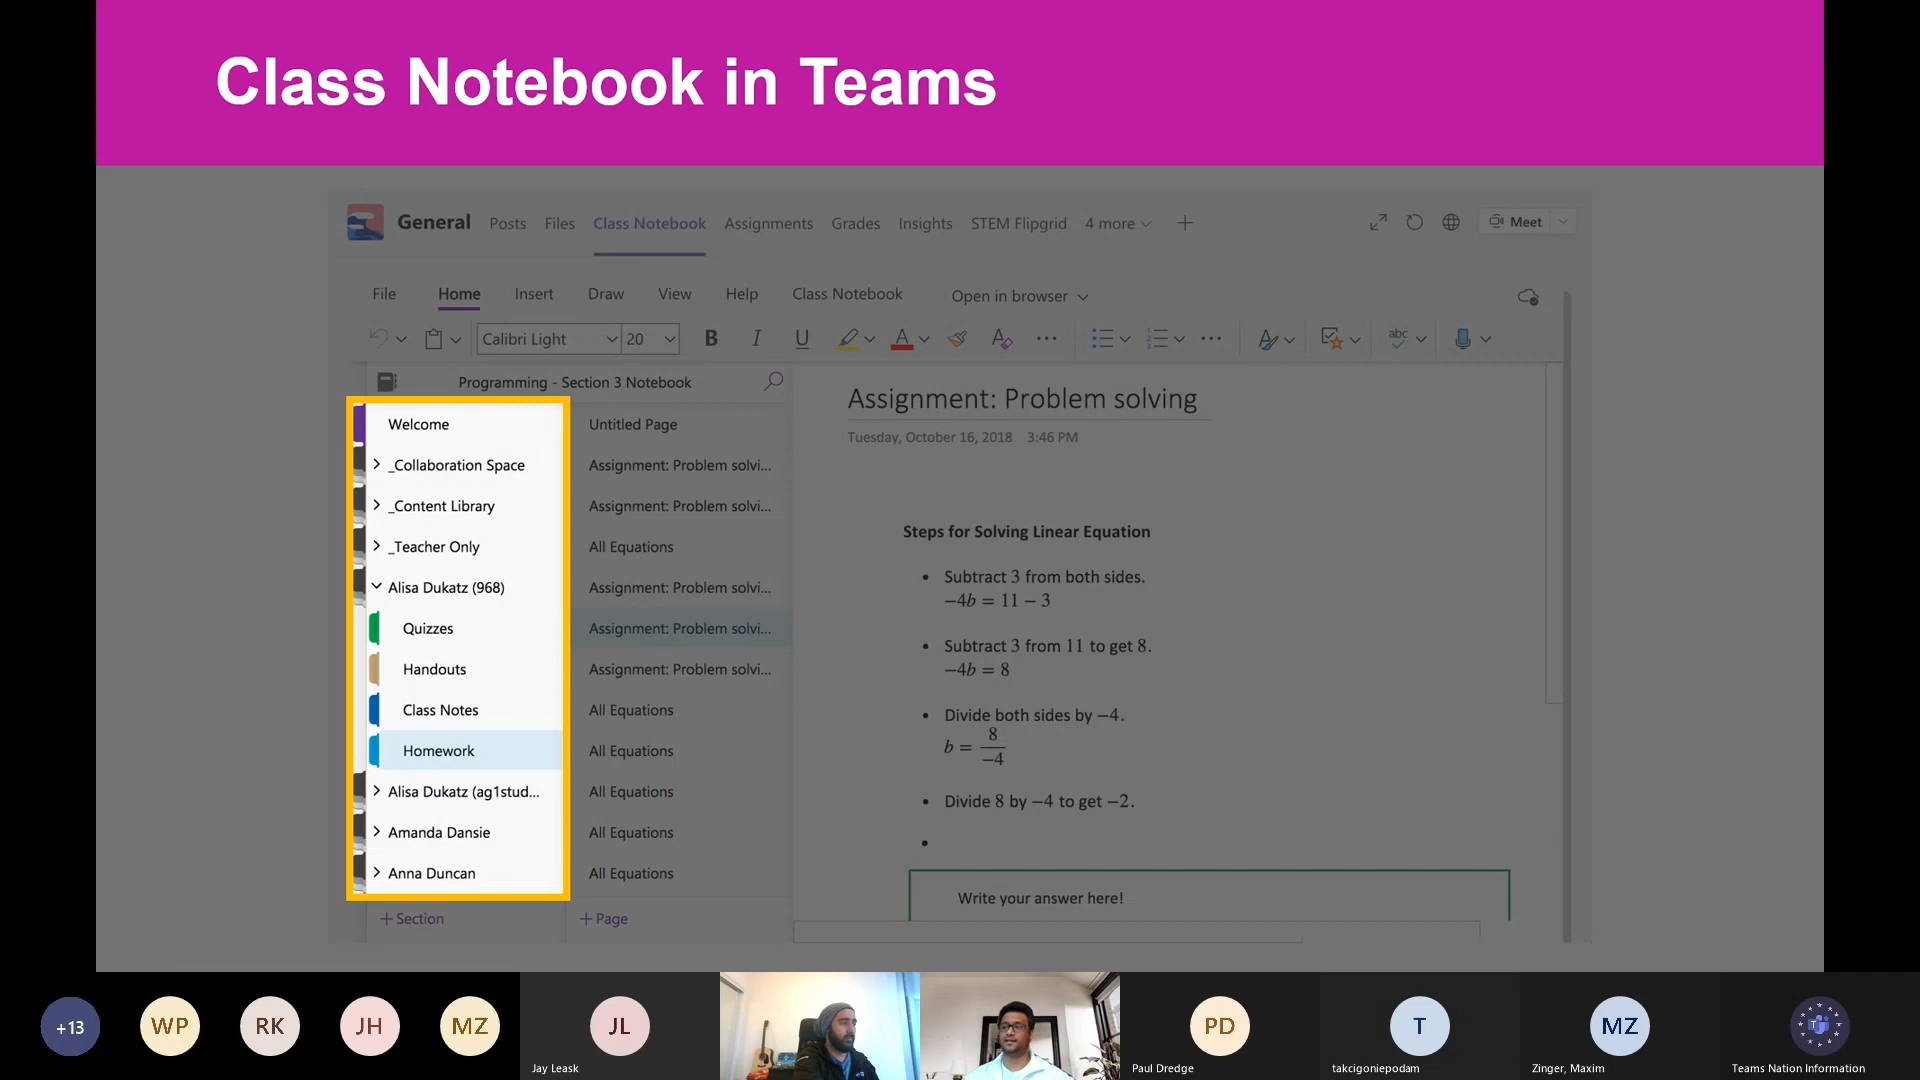 Class Notebook in Teams
General Posts Files Class Notebook Assignments Grades Insights STEM Flipgrid 4 more Meet
File Home Insert Draw View Help Class Notebook Open in browser
Calibri Light 20 B I U A A abc
Programming - Section 3 Notebook
Welcome
_Collaboration Space
_Content Library
_Teacher Only
Alisa Dukatz (968)
Quizzes
Handouts
Class Notes
Homework
Alisa Dukatz (ag1stud...
Amanda Dansie
Anna Duncan
+ Section
Untitled Page
Assignment: Problem solvi...
Assignment: Problem solvi...
All Equations
Assignment: Problem solvi...
Assignment: Problem solvi...
Assignment: Problem solvi...
All Equations
All Equations
All Equations
All Equations
All Equations
+ Page
Assignment: Problem solving
Tuesday, October 16, 2018 3:46 PM
Steps for Solving Linear Equation
• Subtract 3 from both sides.
−4b = 11 − 3
• Subtract 3 from 11 to get 8.
−4b = 8
• Divide both sides by −4.
b = 8/−4
• Divide 8 by −4 to get −2.
•
Write your answer here!
+13 WP RK JH MZ JL PD T MZ T
Jay Leask Paul Dredge takcigoniepodam Zinger, Maxim Teams Nation Information